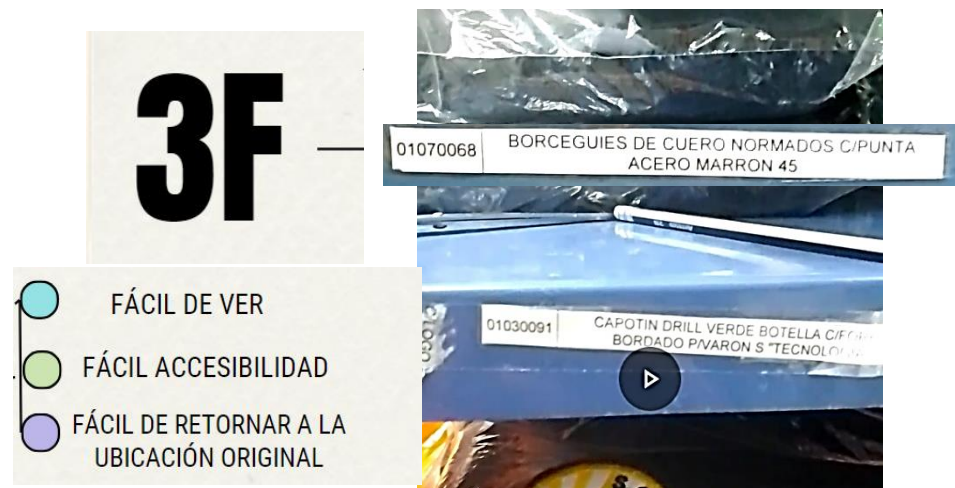 3F
FÁCIL DE VER
FÁCIL ACCESIBILIDAD
FÁCIL DE RETORNAR A LA
UBICACIÓN ORIGINAL
01070068
BORCEGUIES DE CUERO NORMADOS C/PUNTA
ACERO MARRON 45
01030091
CAPOTIN DRILL VERDE BOTELLA
BORDADO P/VARON S